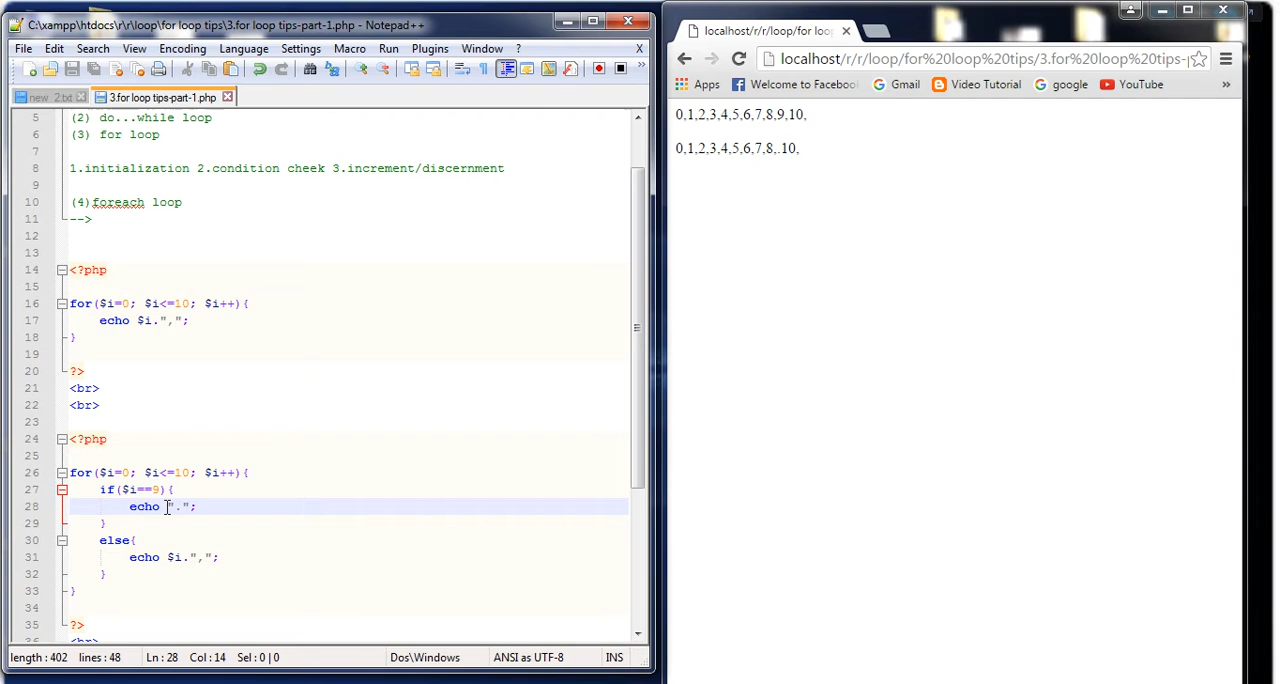 C:\xampp\htdocs\r\r\loop\for loop tips\3.for loop tips-part-1.php - Notepad++
File Edit Search View Encoding Language Settings Macro Run Plugins Window ? X
new 2.txt 3.for loop tips-part-1.php
5 (2) do...while loop
6 (3) for loop
7
8 1.initialization 2.condition cheek 3.increment/discernment
9
10 (4)foreach loop
11 -->
12
13
14 <?php
15
16 for($i=0; $i<=10; $i++){
17 echo $i.",";
18 }
19
20 ?>
21 <br>
22 <br>
23
24 <?php
25
26 for($i=0; $i<=10; $i++){
27 if($i==9){
28 echo ".";
29 }
30 else{
31 echo $i.",";
32 }
33 }
34
35 ?>
36 <br>
length : 402 lines : 48 Ln : 28 Col : 14 Sel : 0 | 0 Dos\Windows ANSI as UTF-8 INS
localhost/r/r/loop/for loo
localhost/r/r/loop/for%20loop%20tips/3.for%20loop%20tips-p
Apps Welcome to Facebook Gmail Video Tutorial google YouTube »
0,1,2,3,4,5,6,7,8,9,10,
0,1,2,3,4,5,6,7,8,.10,